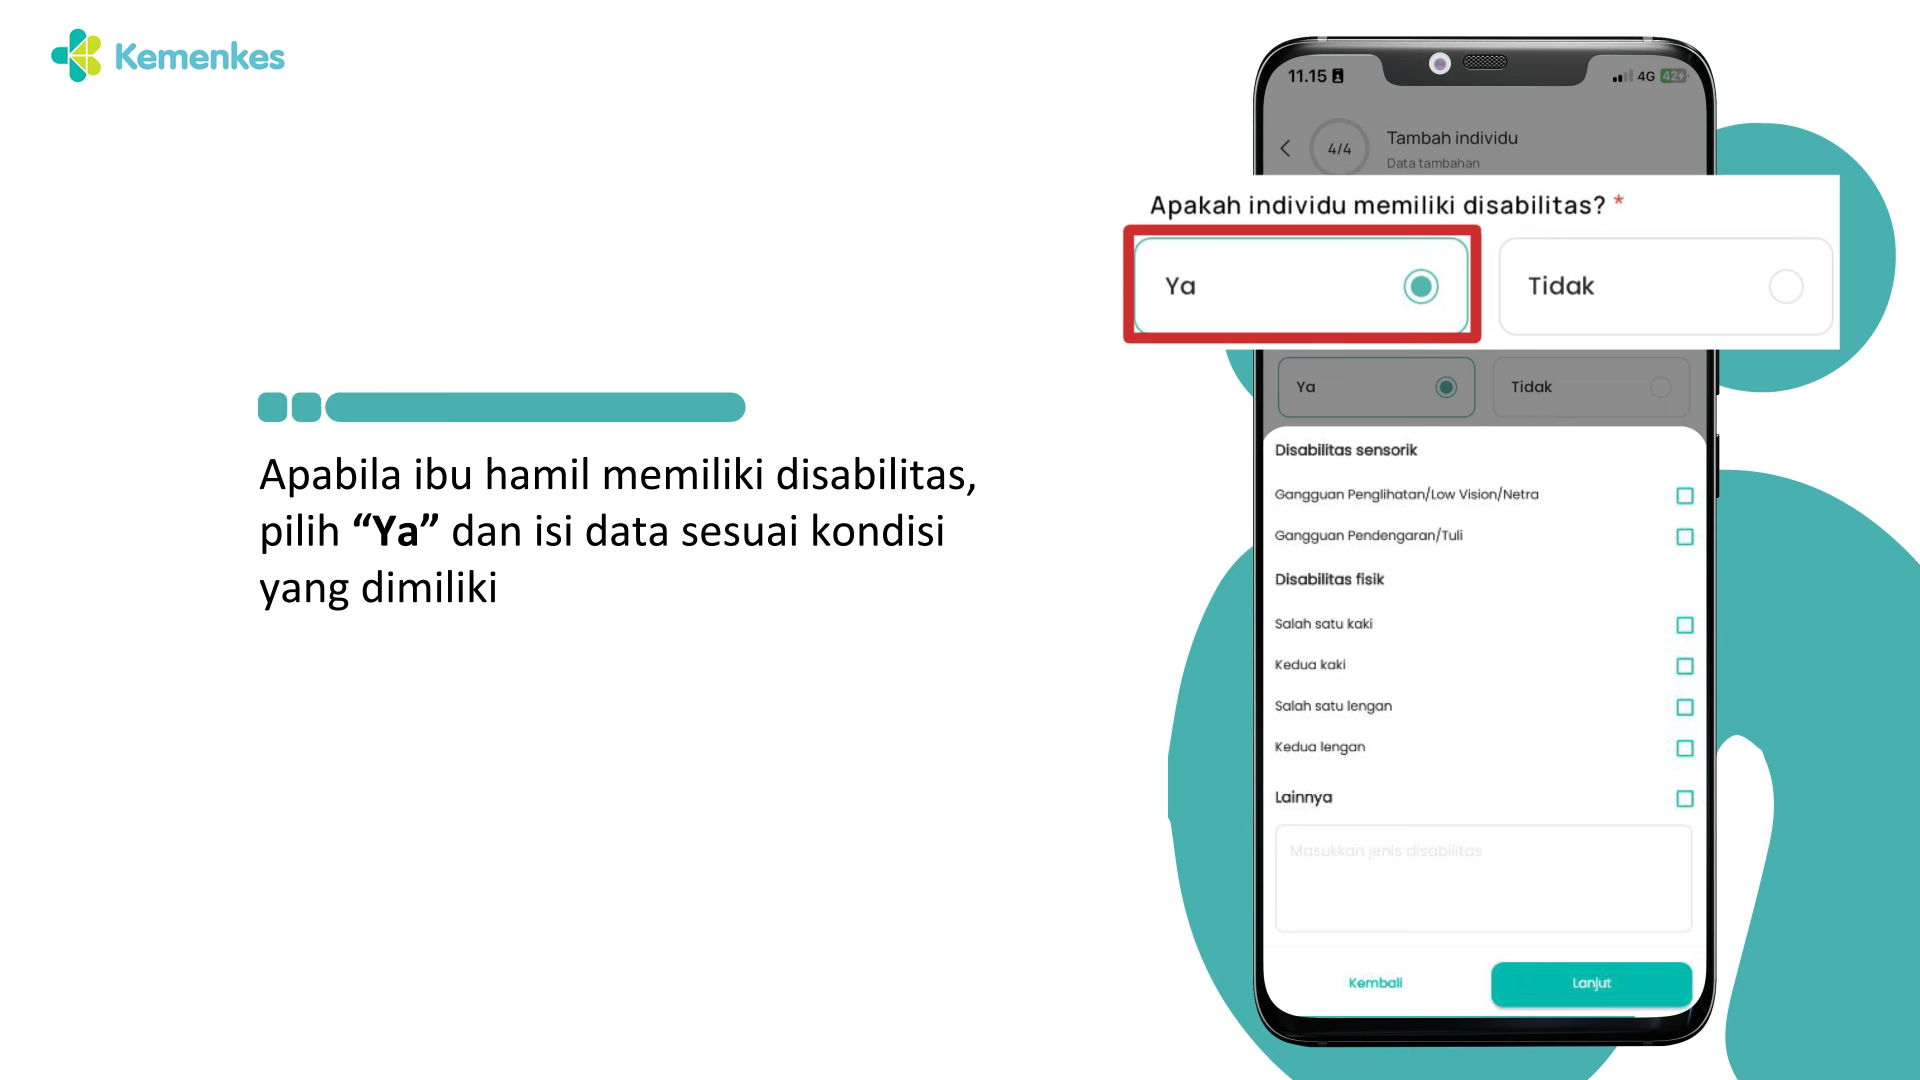 Kemenkes
Apabila ibu hamil memiliki disabilitas,
pilih “Ya” dan isi data sesuai kondisi
yang dimiliki
11.15
4G 42
4/4
Tambah individu
Data tambahan
Apakah individu memiliki disabilitas? *
Ya
Tidak
Ya
Tidak
Disabilitas sensorik
Gangguan Penglihatan/Low Vision/Netra
Gangguan Pendengaran/Tuli
Disabilitas fisik
Salah satu kaki
Kedua kaki
Salah satu lengan
Kedua lengan
Lainnya
Masukkan jenis disabilitas
Kembali
Lanjut